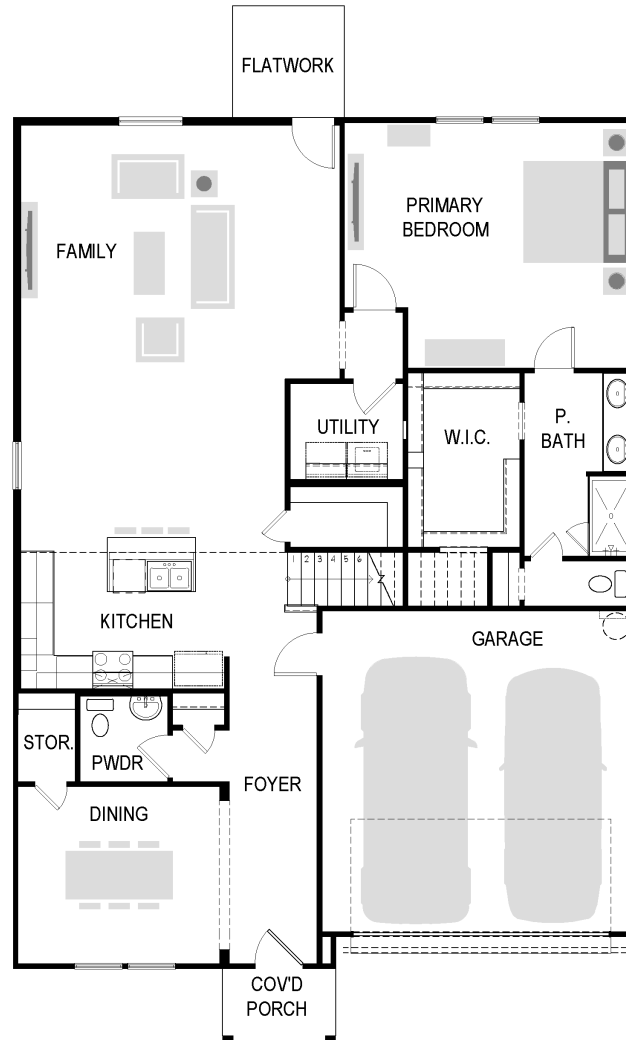 FLATWORK
FAMILY
PRIMARY
BEDROOM
UTILITY
W.I.C.
P.
BATH
1 2 3 4 5 6
KITCHEN
GARAGE
STOR.
PWDR
FOYER
DINING
COV'D
PORCH